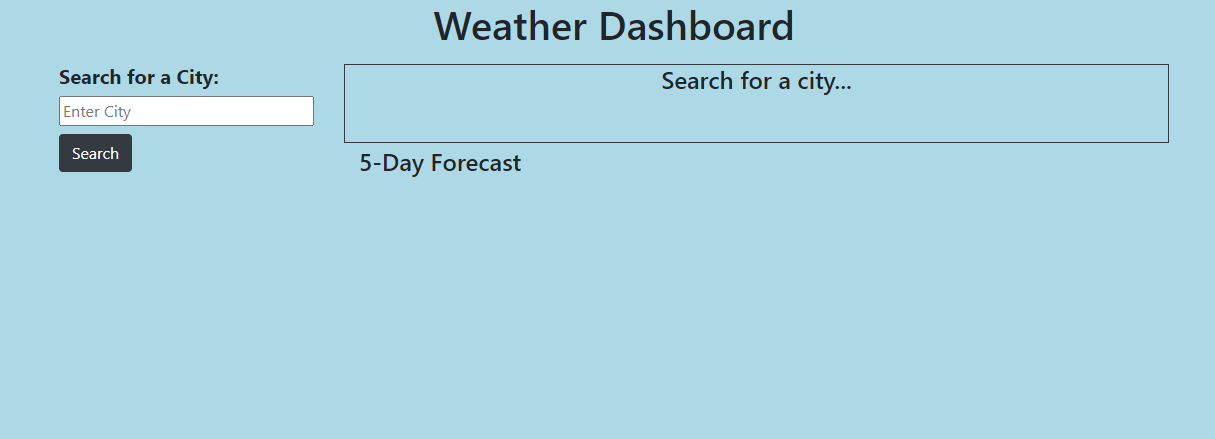 Weather Dashboard
Search for a City:
Enter City
Search
Search for a city...
5-Day Forecast